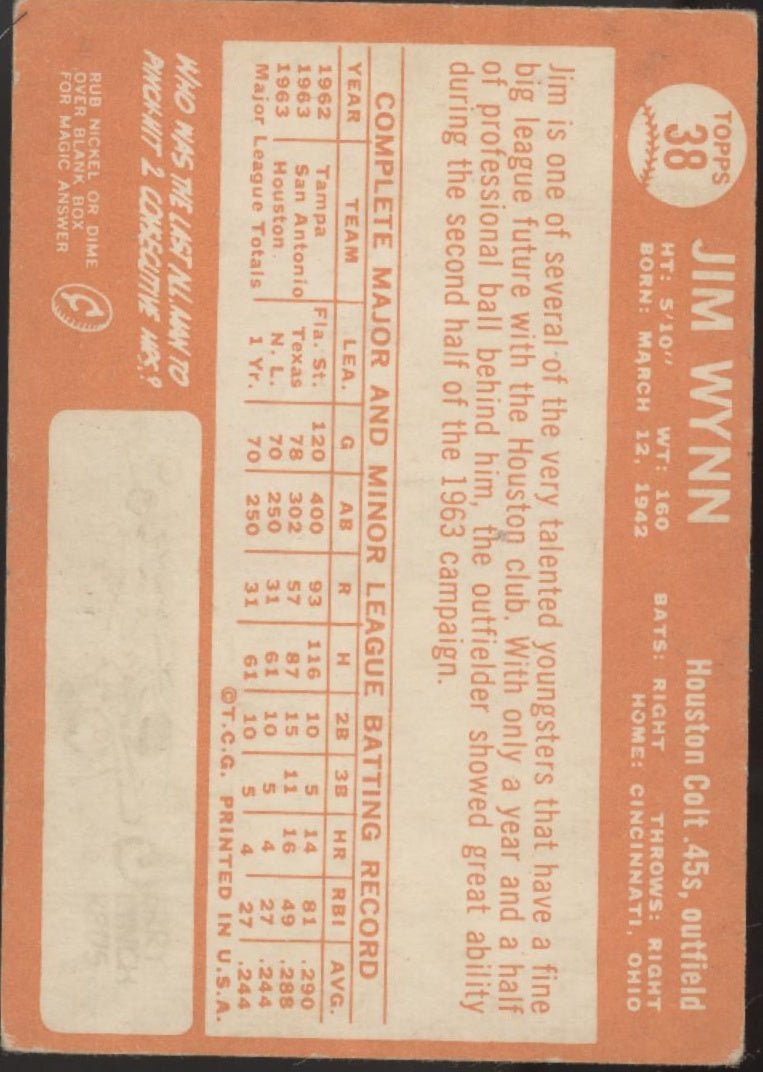 TOPPS
38
JIM WYNN
Houston Colt .45s, outfield
HT: 5'10" WT: 160 BATS: RIGHT THROWS: RIGHT
BORN: MARCH 12, 1942 HOME: CINCINNATI, OHIO
Jim is one of several of the very talented youngsters that have a fine
big league future with the Houston club. With only a year and a half
of professional ball behind him, the outfielder showed great ability
during the second half of the 1963 campaign.
COMPLETE MAJOR AND MINOR LEAGUE BATTING RECORD
YEAR TEAM LEA. G AB R H 2B 3B HR RBI AVG.
1962 Tampa Fla. St. 120 400 93 116 10 5 14 81 .290
1963 San Antonio Texas 78 302 57 87 15 11 16 49 .288
1963 Houston N. L. 70 250 31 61 10 5 4 27 .244
Major League Totals 1 Yr. 70 250 31 61 10 5 4 27 .244
©T.C.G. PRINTED IN U.S.A.
WHO WAS THE LAST N.L. MAN TO
PINCH-HIT 2 CONSECUTIVE HRS.?
RUB NICKEL OR DIME
OVER BLANK BOX
FOR MAGIC ANSWER
JERRY
LYNCH